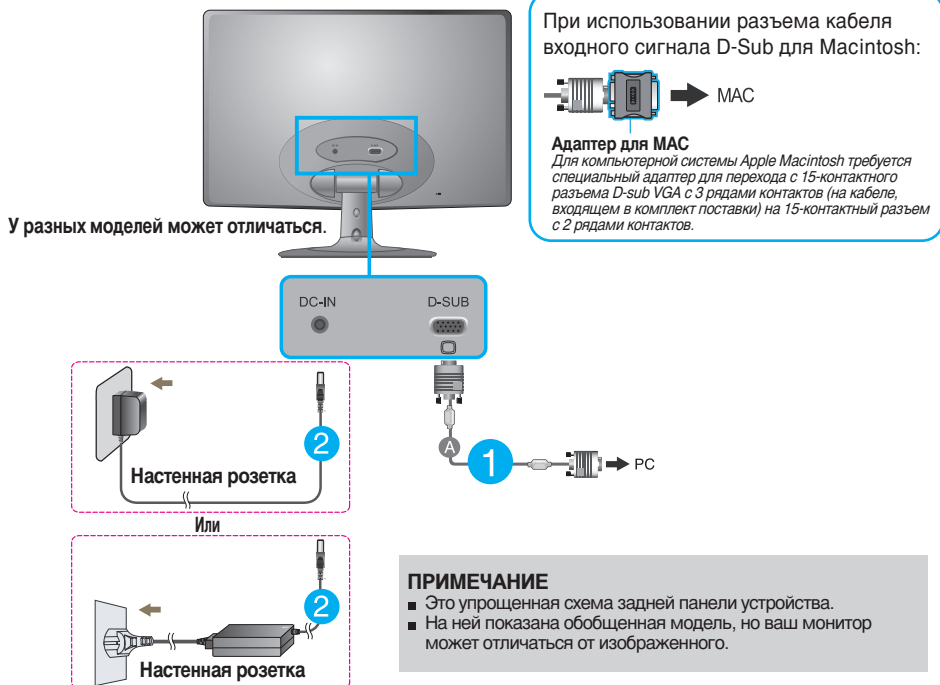 При использовании разъема кабеля
входного сигнала D-Sub для Macintosh:
MAC
Адаптер для MAC
Для компьютерной системы Apple Macintosh требуется
специальный адаптер для перехода с 15-контактного
разъема D-sub VGA с 3 рядами контактов (на кабеле,
входящем в комплект поставки) на 15-контактный разъем
с 2 рядами контактов.
У разных моделей может отличаться.
DC-IN
D-SUB
A
1
PC
2
Настенная розетка
Или
2
Настенная розетка
ПРИМЕЧАНИЕ
■ Это упрощенная схема задней панели устройства.
■ На ней показана обобщенная модель, но ваш монитор
может отличаться от изображенного.